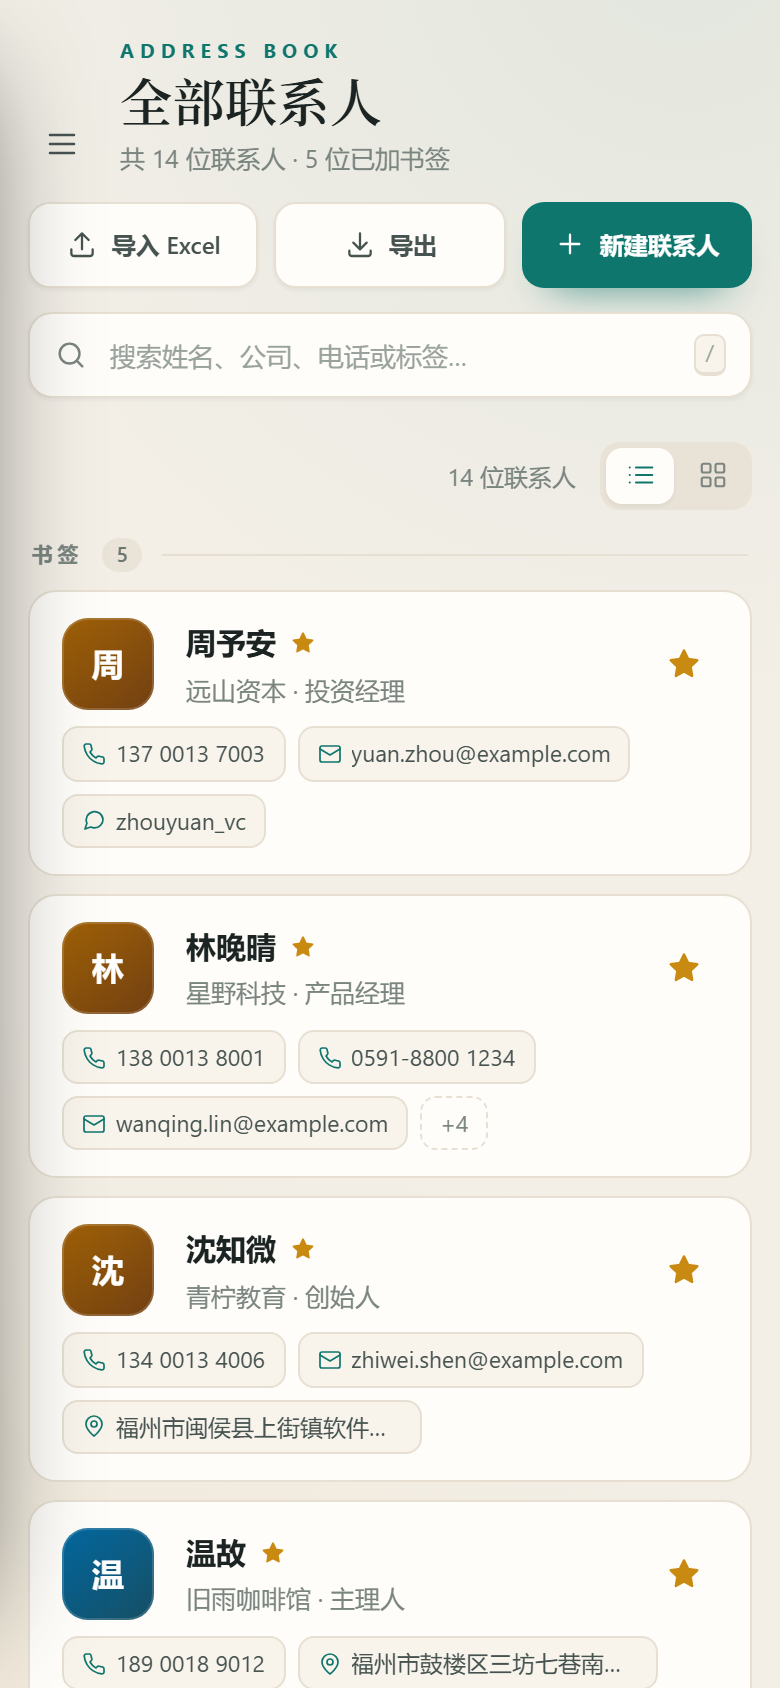 ADDRESS BOOK
全部联系人
共 14 位联系人 · 5 位已加书签
导入 Excel
导出
新建联系人
搜索姓名、公司、电话或标签...
/
14 位联系人
书签 5
周
周予安
远山资本 · 投资经理
137 0013 7003
yuan.zhou@example.com
zhouyuan_vc
林
林晚晴
星野科技 · 产品经理
138 0013 8001
0591-8800 1234
wanqing.lin@example.com
+4
沈
沈知微
青柠教育 · 创始人
134 0013 4006
zhiwei.shen@example.com
福州市闽侯县上街镇软件...
温
温故
旧雨咖啡馆 · 主理人
189 0018 9012
福州市鼓楼区三坊七巷南...